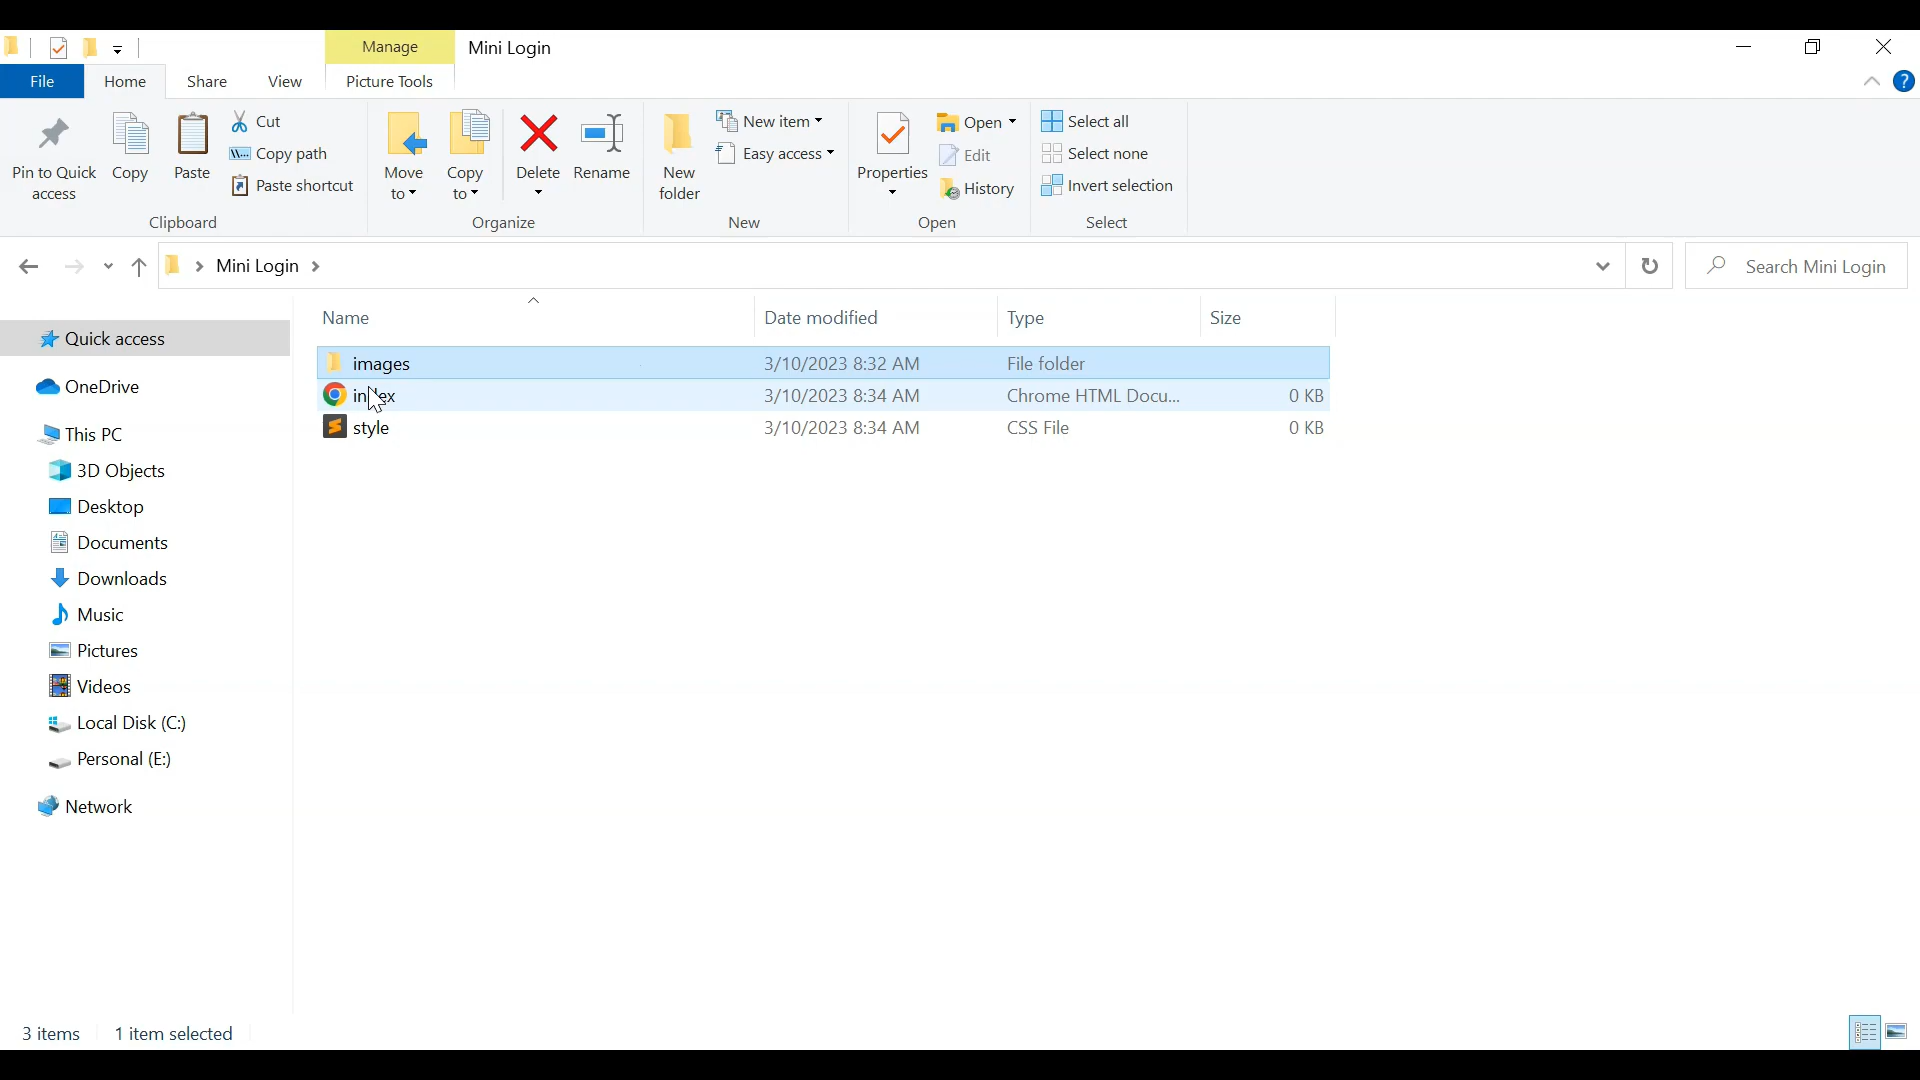 Manage Mini Login
File Home Share View Picture Tools
Pin to Quick access
Copy
Paste
Cut
Copy path
Paste shortcut
Clipboard
Move to
Copy to
Delete
Rename
Organize
New folder
New item
Easy access
New
Properties
Open
Edit
History
Open
Select all
Select none
Invert selection
Select
Mini Login
Search Mini Login
Name Date modified Type Size
images 3/10/2023 8:32 AM File folder
index 3/10/2023 8:34 AM Chrome HTML Docu... 0 KB
style 3/10/2023 8:34 AM CSS File 0 KB
Quick access
OneDrive
This PC
3D Objects
Desktop
Documents
Downloads
Music
Pictures
Videos
Local Disk (C:)
Personal (E:)
Network
3 items 1 item selected